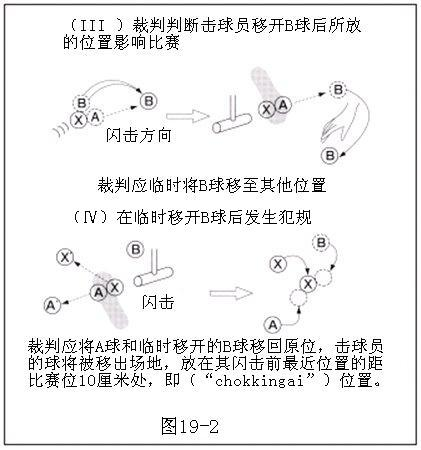 (III)裁判判断击球员移开B球后所放
的位置影响比赛
B
B
X
A
闪击方向
X
A
B
B
裁判应临时将B球移至其他位置
(Ⅳ)在临时移开B球后发生犯规
X
B
A
X
A
闪击
X
B
X
A
裁判应将A球和临时移开的B球移回原位，击球员
的球将被移出场地，放在其闪击前最近位置的距
比赛位10厘米处，即(“chokkingai”)位置。
图19-2